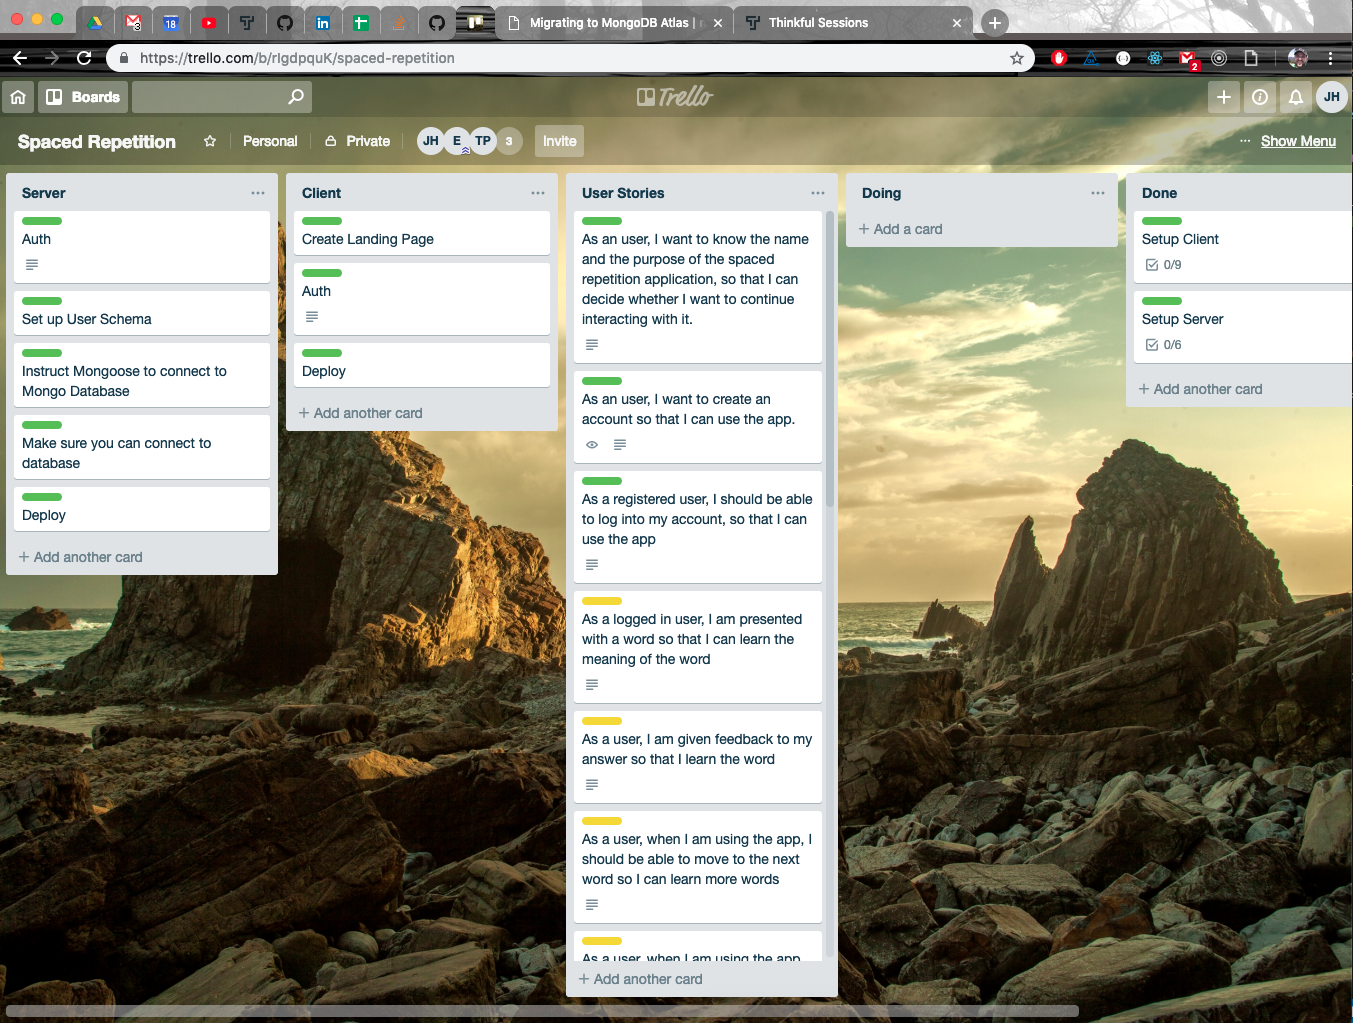 3
18
Migrating to MongoDB Atlas |
Thinkful Sessions
https://trello.com/b/rIgdpquK/spaced-repetition
2
Boards
Trello
JH
Spaced Repetition
Personal
Private
JH
E
TP
3
Invite
Show Menu
Server
Auth
Set up User Schema
Instruct Mongoose to connect to
Mongo Database
Make sure you can connect to
database
Deploy
+ Add another card
Client
Create Landing Page
Auth
Deploy
+ Add another card
User Stories
As an user, I want to know the name
and the purpose of the spaced
repetition application, so that I can
decide whether I want to continue
interacting with it.
As an user, I want to create an
account so that I can use the app.
As a registered user, I should be able
to log into my account, so that I can
use the app
As a logged in user, I am presented
with a word so that I can learn the
meaning of the word
As a user, I am given feedback to my
answer so that I learn the word
As a user, when I am using the app, I
should be able to move to the next
word so I can learn more words
As a user, when I am using the app
+ Add another card
Doing
+ Add a card
Done
Setup Client
0/9
Setup Server
0/6
+ Add another card